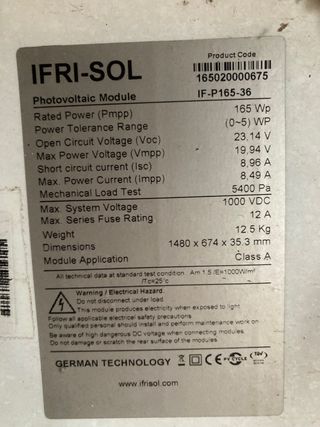 Product Code
IFRI-SOL 165020000675
Photovoltaic Module IF-P165-36
Rated Power (Pmpp) 165 Wp
Power Tolerance Range (0~5) WP
Open Circuit Voltage (Voc) 23,14 V
Max Power Voltage (Vmpp) 19,94 V
Short circuit current (Isc) 8,96 A
Max. Power Current (Impp) 8,49 A
Mechanical Load Test 5400 Pa
Max. System Voltage 1000 VDC
Max. Series Fuse Rating 12 A
Weight 12.5 Kg
Dimensions 1480 x 674 x 35.3 mm
Module Application Class A
All technical data at standard test condition Am 1.5 /E=1000W/m²
/Tc=25°c
Warning / Electrical Hazard.
Do not disconnect under load.
This module produces electricity when exposed to light
Follow all applicable electrical safety precautions
Only qualified personal should install and perform maintenance work on
Be aware of high dangerous DC voltage when connecting modules.
Do not damage or scratch the rear surface of the modules
GERMAN TECHNOLOGY CE PV CYCLE TÜV
www.ifrisol.com